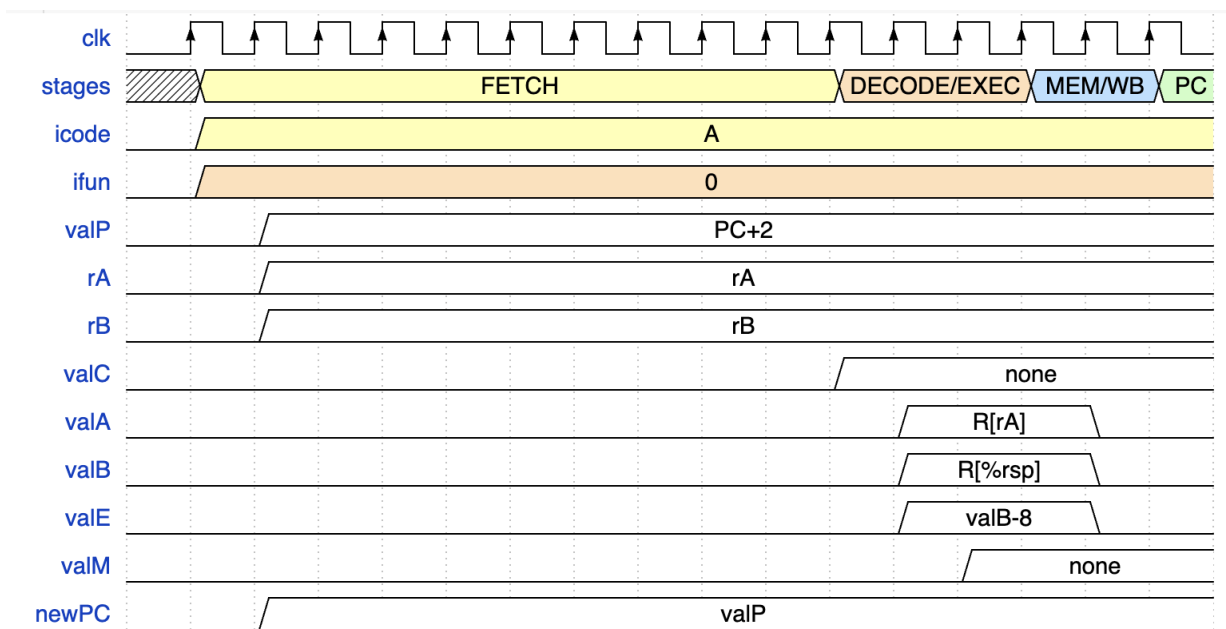 clk
stages FETCH DECODE/EXEC MEM/WB PC
icode A
ifun 0
valP PC+2
rA rA
rB rB
valC none
valA R[rA]
valB R[%rsp]
valE valB-8
valM none
newPC valP